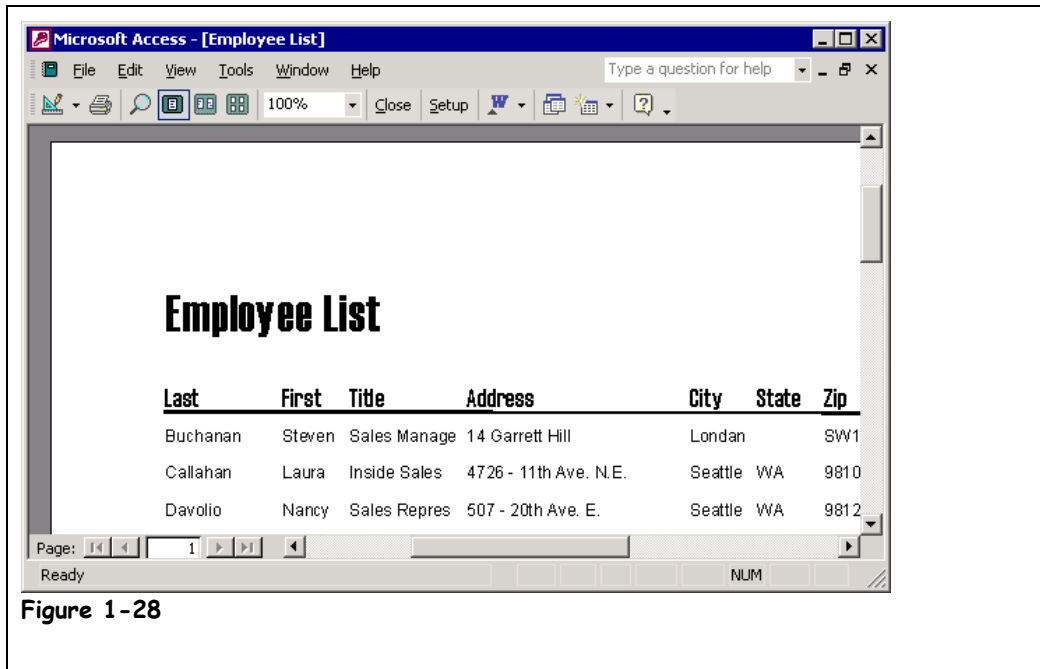 Microsoft Access - [Employee List]
File Edit View Tools Window Help Type a question for help
100% Close Setup
Employee List
Last First Title Address City State Zip
Buchanan Steven Sales Manage 14 Garrett Hill Londan SW1
Callahan Laura Inside Sales 4726 - 11th Ave. N.E. Seattle WA 9810
Davolio Nancy Sales Repres 507 - 20th Ave. E. Seattle WA 9812
Page: 1
Ready NUM
Figure 1-28